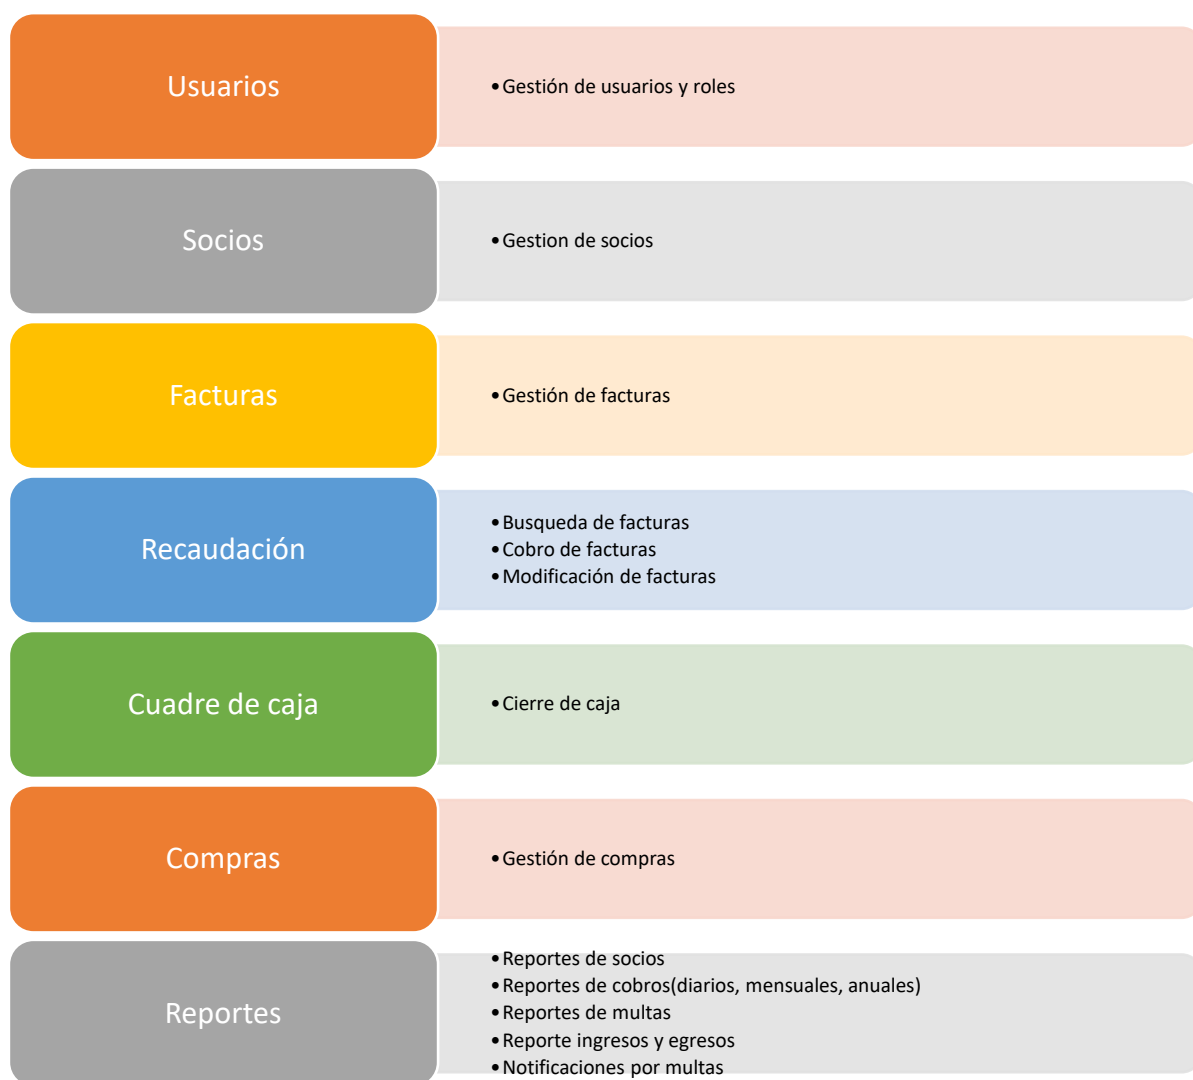 Usuarios
•Gestión de usuarios y roles
Socios
•Gestion de socios
Facturas
•Gestión de facturas
Recaudación
•Busqueda de facturas
•Cobro de facturas
•Modificación de facturas
Cuadre de caja
•Cierre de caja
Compras
•Gestión de compras
Reportes
•Reportes de socios
•Reportes de cobros(diarios, mensuales, anuales)
•Reportes de multas
•Reporte ingresos y egresos
•Notificaciones por multas